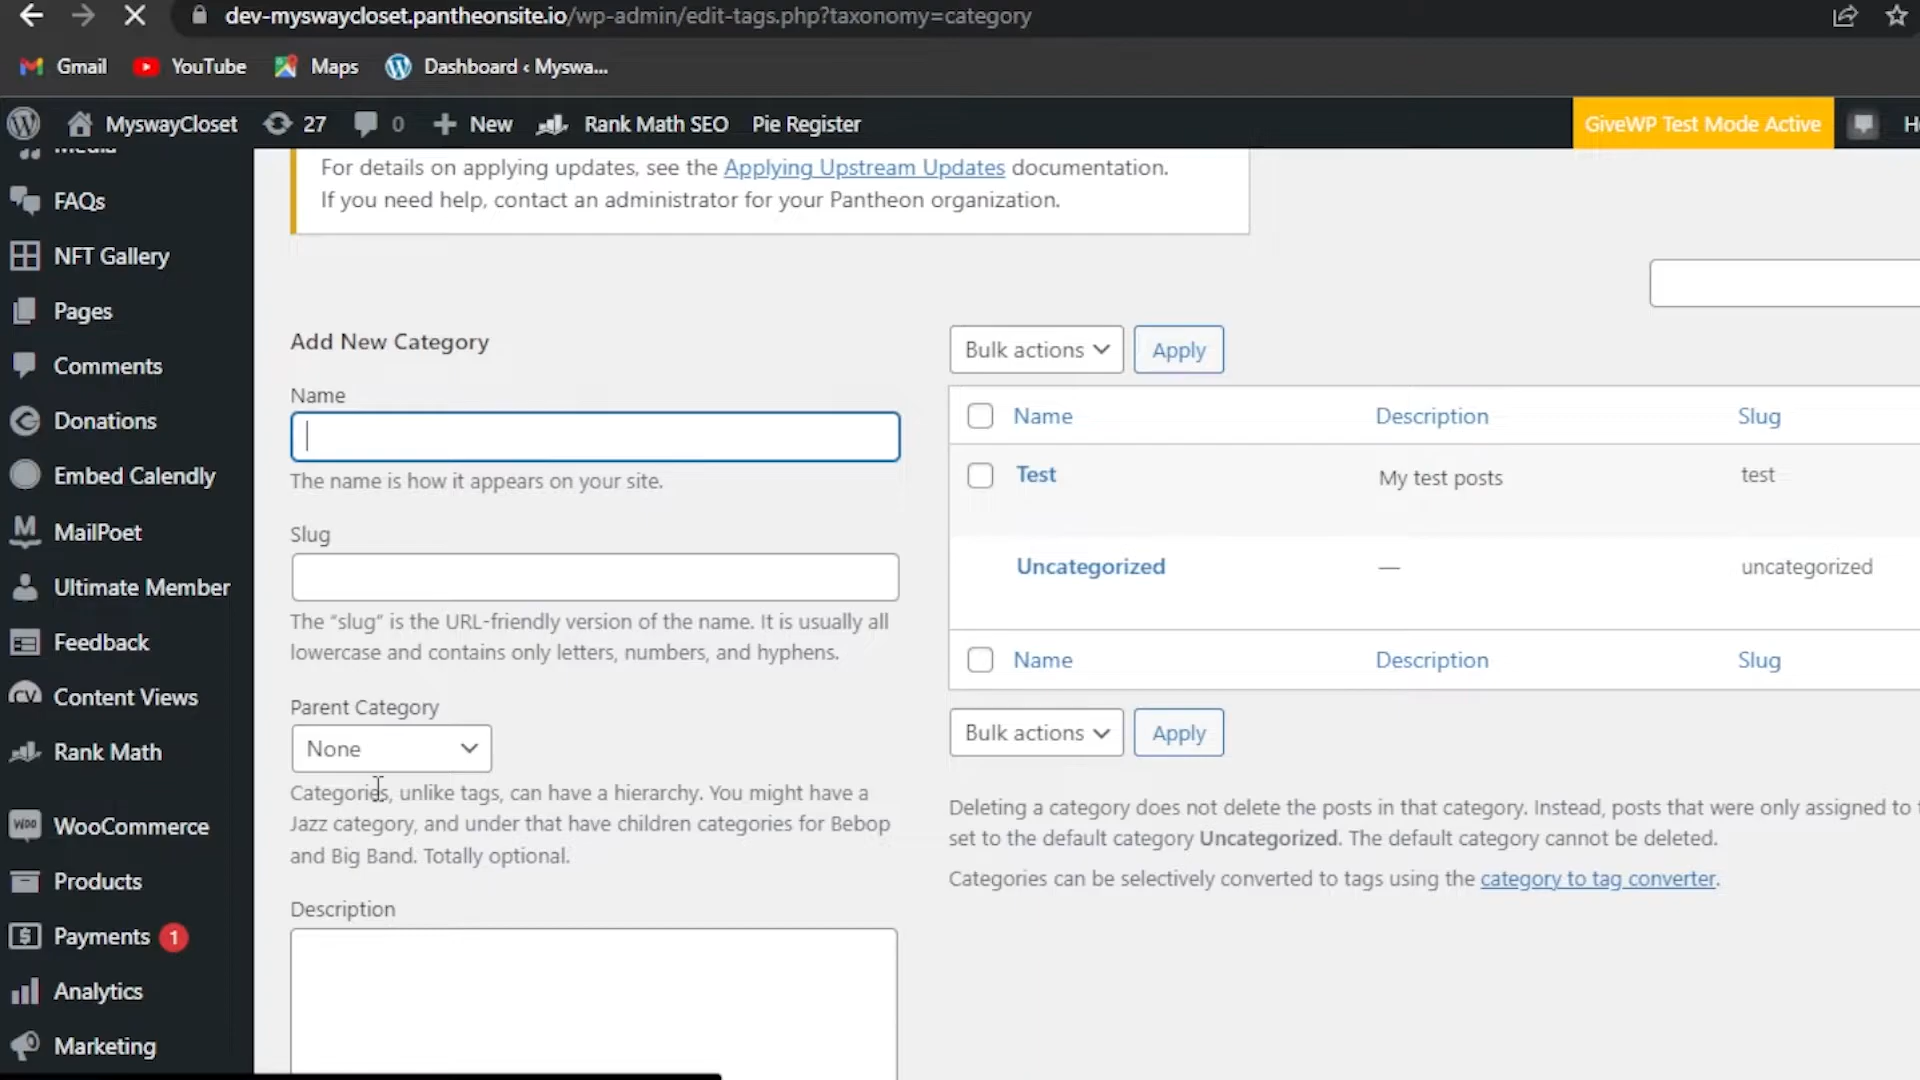 dev-myswaycloset.pantheonsite.io/wp-admin/edit-tags.php?taxonomy=category
Gmail
YouTube
Maps
Dashboard ‹ Myswa...
MyswayCloset
27
0
New
Rank Math SEO
Pie Register
GiveWP Test Mode Active
Media
FAQs
NFT Gallery
Pages
Comments
Donations
Embed Calendly
MailPoet
Ultimate Member
Feedback
Content Views
Rank Math
WooCommerce
Products
Payments 1
Analytics
Marketing
For details on applying updates, see the Applying Upstream Updates documentation.
If you need help, contact an administrator for your Pantheon organization.
Add New Category
Name
The name is how it appears on your site.
Slug
The “slug” is the URL-friendly version of the name. It is usually all
lowercase and contains only letters, numbers, and hyphens.
Parent Category
None
Categories, unlike tags, can have a hierarchy. You might have a
Jazz category, and under that have children categories for Bebop
and Big Band. Totally optional.
Description
Bulk actions
Apply
Name Description Slug
Test My test posts test
Uncategorized — uncategorized
Name Description Slug
Bulk actions
Apply
Deleting a category does not delete the posts in that category. Instead, posts that were only assigned to
set to the default category Uncategorized. The default category cannot be deleted.
Categories can be selectively converted to tags using the category to tag converter.